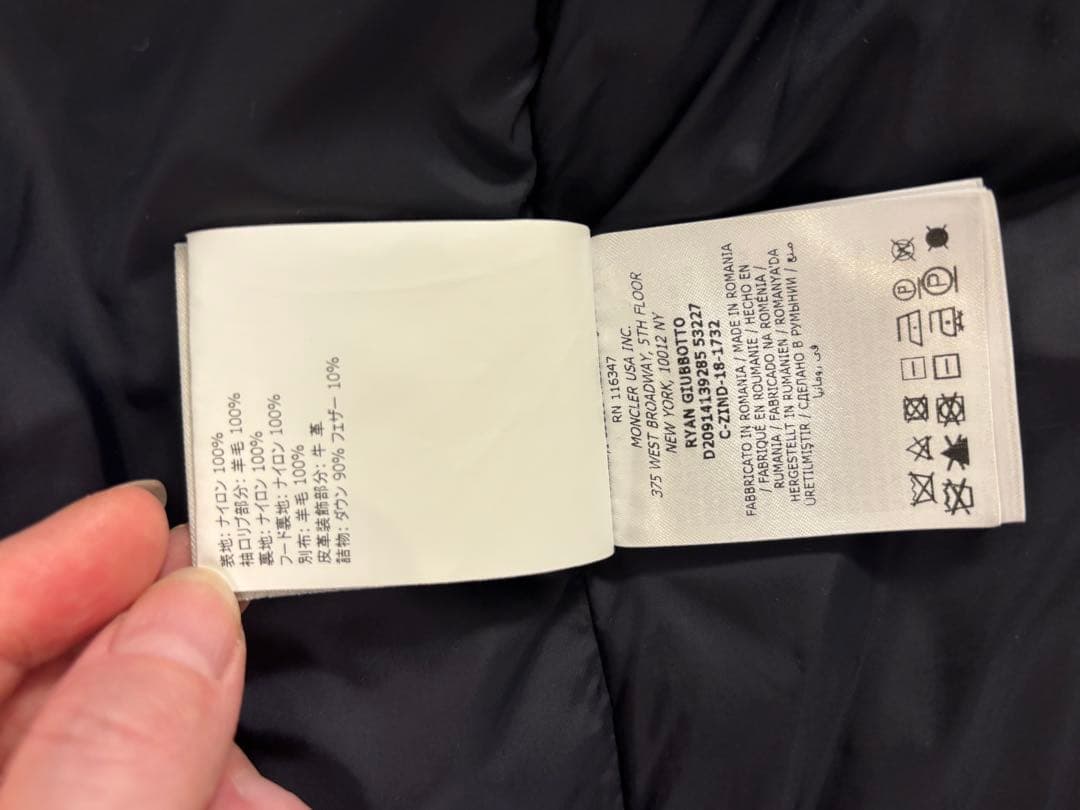 表地: ナイロン 100%
袖口リブ部分: 羊毛 100%
裏地: ナイロン 100%
フード裏地: ナイロン 100%
別布: 羊毛 100%
皮革装飾部分: 牛 革
詰物: ダウン 90% フェザー 10%
RN 116347
MONCLER USA INC.
375 WEST BROADWAY, 5TH FLOOR
NEW YORK, 10012 NY
RYAN GIUBBOTTO
D20914139285 53227
C-ZIND-18-1732
FABBRICATO IN ROMANIA / MADE IN ROMANIA
/ FABRIQUÉ EN ROUMANIE / HECHO EN
RUMANIA / FABRICADO NA ROMÉNIA /
HERGESTELLT IN RUMÄNIEN / ROMANYA'DA
ÜRETILMIŞTIR / СДЕЛАНО В РУМЫНИИ / صنع
في رومانيا
P
P